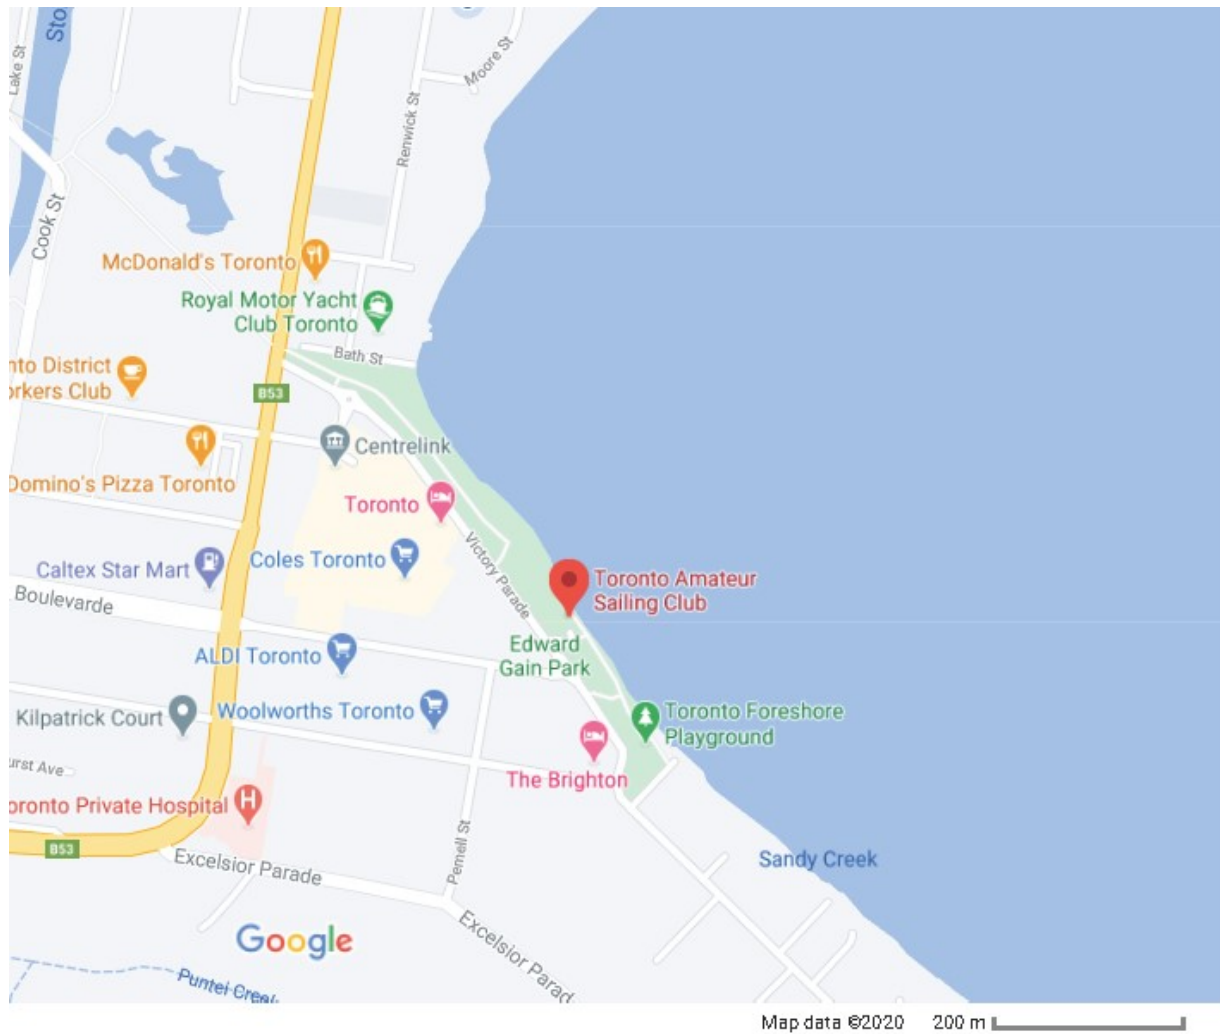 Sto
Lake St
Moore St
Renwick St
Cook St
McDonald's Toronto
Royal Motor Yacht
Club Toronto
Bath St
nto District
orkers Club
B53
Centrelink
Domino's Pizza Toronto
Toronto
Victory Parade
Coles Toronto
Caltex Star Mart
Boulevarde
Toronto Amateur
Sailing Club
Edward
Gain Park
ALDI Toronto
Kilpatrick Court
Woolworths Toronto
Toronto Foreshore
Playground
The Brighton
urst Ave
oronto Private Hospital
B53
Excelsior Parade
Pemell St
Sandy Creek
Excelsior Parad
Google
Puntei Creek
Map data ©2020 200 m